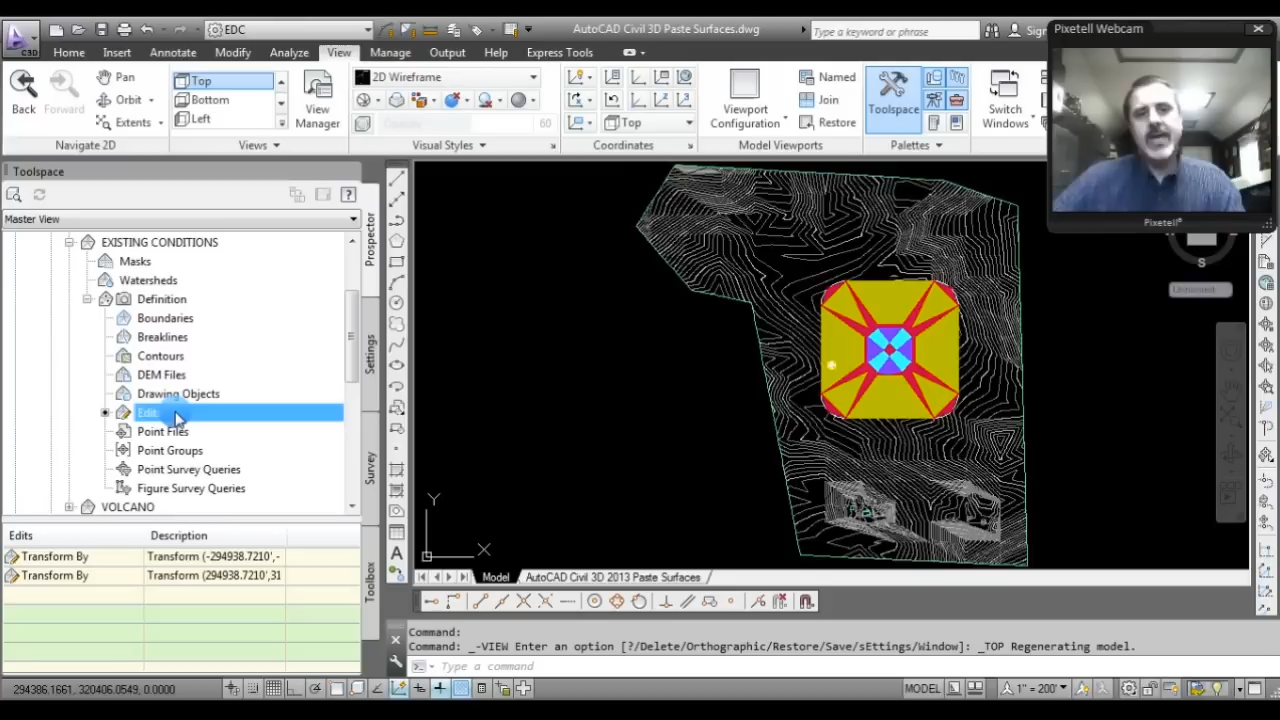 EDC
AutoCAD Civil 3D Paste Surfaces.dwg
Type a keyword or phrase
Pixetell Webcam
C3D
Home Insert Annotate Modify Analyze View Manage Output Help Express Tools
Back Forward Pan Orbit Extents
Top Bottom Left
View Manager
2D Wireframe
60
Top
Viewport Configuration
Named Join Restore
Toolspace
Switch Windows
Navigate 2D Views Visual Styles Coordinates Model Viewports Palettes
Toolspace
Master View
Prospector
Settings
Survey
Toolbox
EXISTING CONDITIONS
Masks
Watersheds
Definition
Boundaries
Breaklines
Contours
DEM Files
Drawing Objects
Edits
Point Files
Point Groups
Point Survey Queries
Figure Survey Queries
VOLCANO
Edits Description
Transform By Transform (-294938.7210',-
Transform By Transform (294938.7210',31
Pixetell®
S
Unnamed
Y
X
Model AutoCAD Civil 3D 2013 Paste Surfaces
Command:
Command: _-VIEW Enter an option [?/Delete/Orthographic/Restore/Save/sEttings/Window]: _TOP Regenerating model.
Type a command
294386.1661, 320406.0549, 0.0000
MODEL
1" = 200'